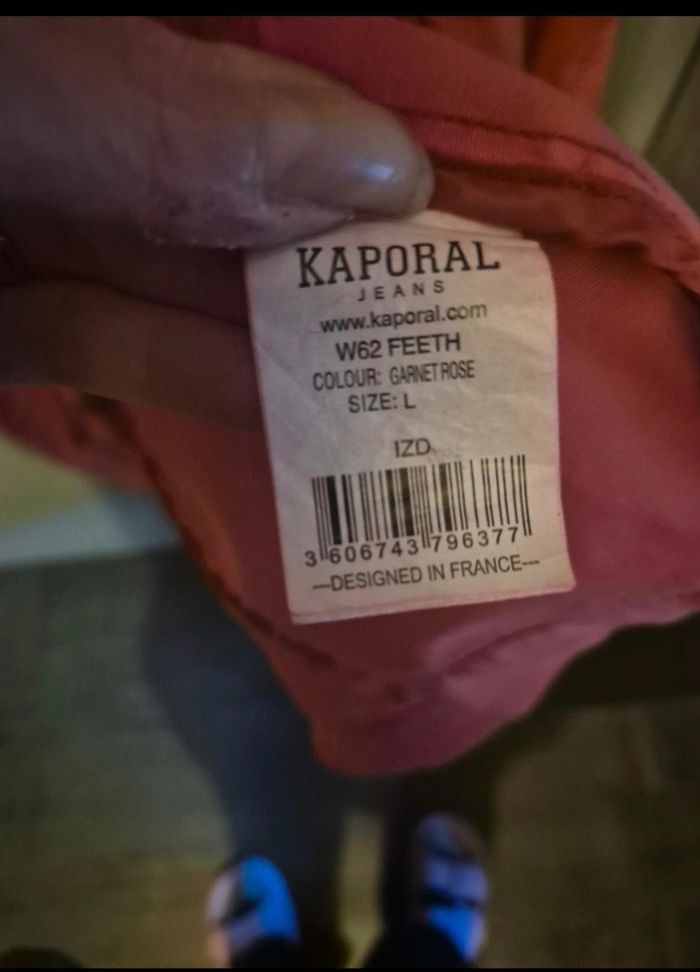 KAPORAL
JEANS
www.kaporal.com
W62 FEETH
COLOUR: GARNET ROSE
SIZE: L
IZD
3 606743 796377
---DESIGNED IN FRANCE---